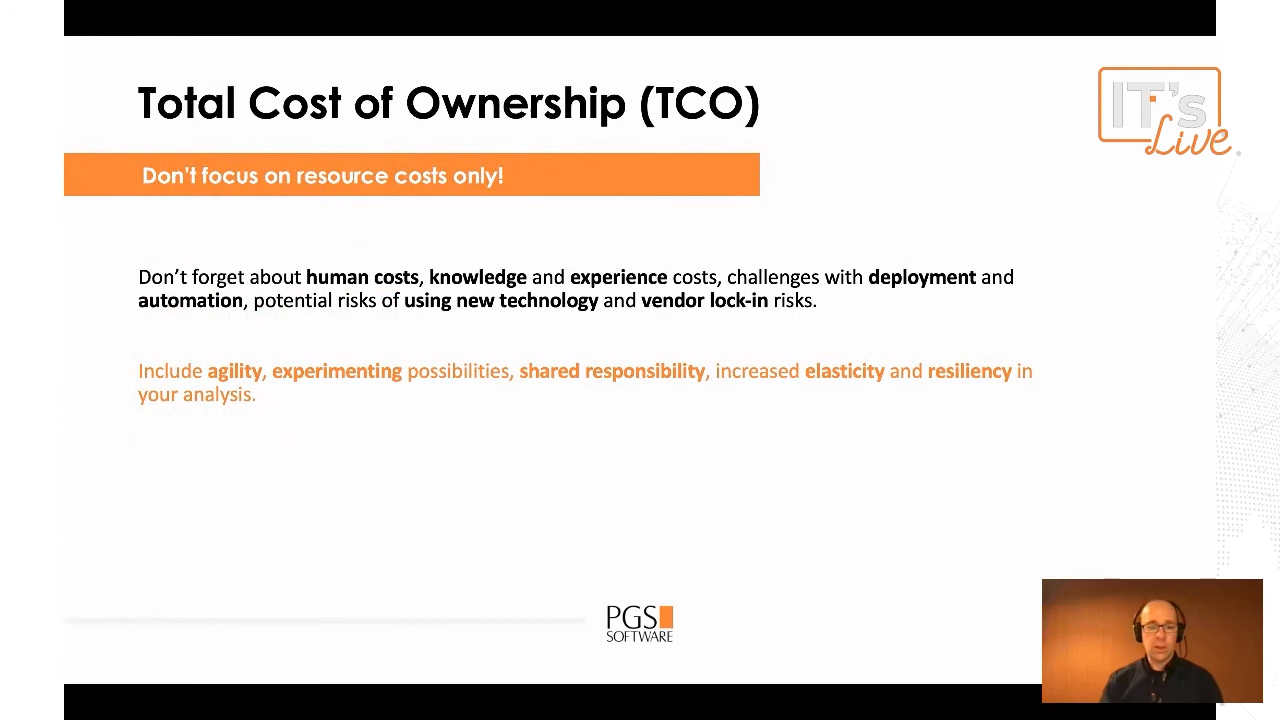 Total Cost of Ownership (TCO)
IT's
Live
Don't focus on resource costs only!
Don't forget about human costs, knowledge and experience costs, challenges with deployment and
automation, potential risks of using new technology and vendor lock-in risks.
Include agility, experimenting possibilities, shared responsibility, increased elasticity and resiliency in
your analysis.
PGS
SOFTWARE